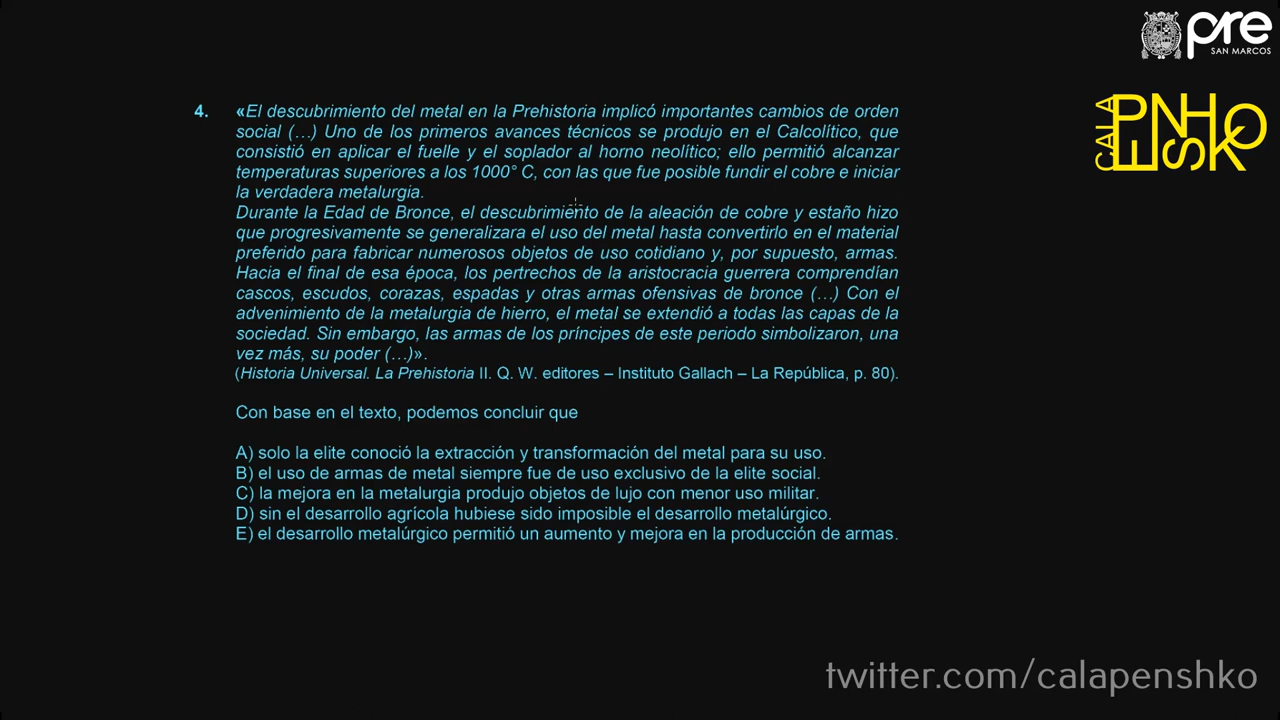 pre
SAN MARCOS
CALA
PENSHKO
4. «El descubrimiento del metal en la Prehistoria implicó importantes cambios de orden
social (…) Uno de los primeros avances técnicos se produjo en el Calcolítico, que
consistió en aplicar el fuelle y el soplador al horno neolítico; ello permitió alcanzar
temperaturas superiores a los 1000° C, con las que fue posible fundir el cobre e iniciar
la verdadera metalurgia.
Durante la Edad de Bronce, el descubrimiento de la aleación de cobre y estaño hizo
que progresivamente se generalizara el uso del metal hasta convertirlo en el material
preferido para fabricar numerosos objetos de uso cotidiano y, por supuesto, armas.
Hacia el final de esa época, los pertrechos de la aristocracia guerrera comprendían
cascos, escudos, corazas, espadas y otras armas ofensivas de bronce (…) Con el
advenimiento de la metalurgia de hierro, el metal se extendió a todas las capas de la
sociedad. Sin embargo, las armas de los príncipes de este periodo simbolizaron, una
vez más, su poder (…)».
(Historia Universal. La Prehistoria II. Q. W. editores – Instituto Gallach – La República, p. 80).
Con base en el texto, podemos concluir que
A) solo la elite conoció la extracción y transformación del metal para su uso.
B) el uso de armas de metal siempre fue de uso exclusivo de la elite social.
C) la mejora en la metalurgia produjo objetos de lujo con menor uso militar.
D) sin el desarrollo agrícola hubiese sido imposible el desarrollo metalúrgico.
E) el desarrollo metalúrgico permitió un aumento y mejora en la producción de armas.
twitter.com/calapenshko